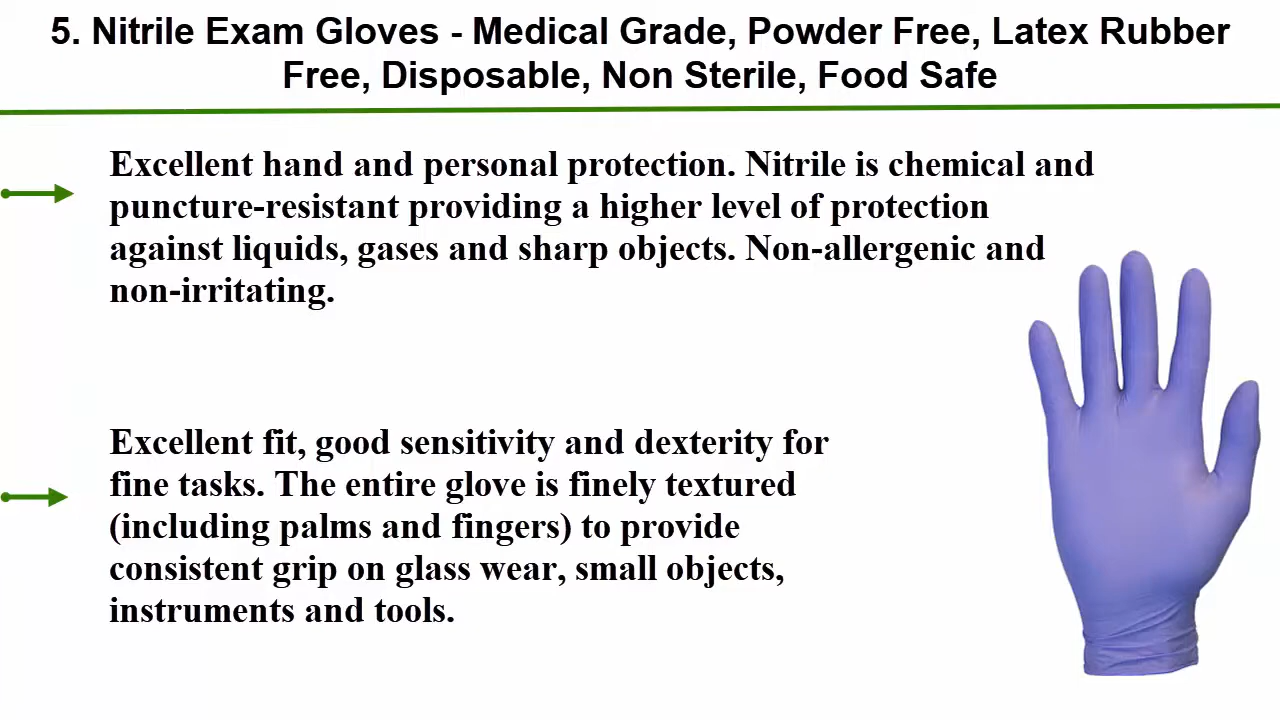 5. Nitrile Exam Gloves - Medical Grade, Powder Free, Latex Rubber
Free, Disposable, Non Sterile, Food Safe
Excellent hand and personal protection. Nitrile is chemical and
puncture-resistant providing a higher level of protection
against liquids, gases and sharp objects. Non-allergenic and
non-irritating.
Excellent fit, good sensitivity and dexterity for
fine tasks. The entire glove is finely textured
(including palms and fingers) to provide
consistent grip on glass wear, small objects,
instruments and tools.